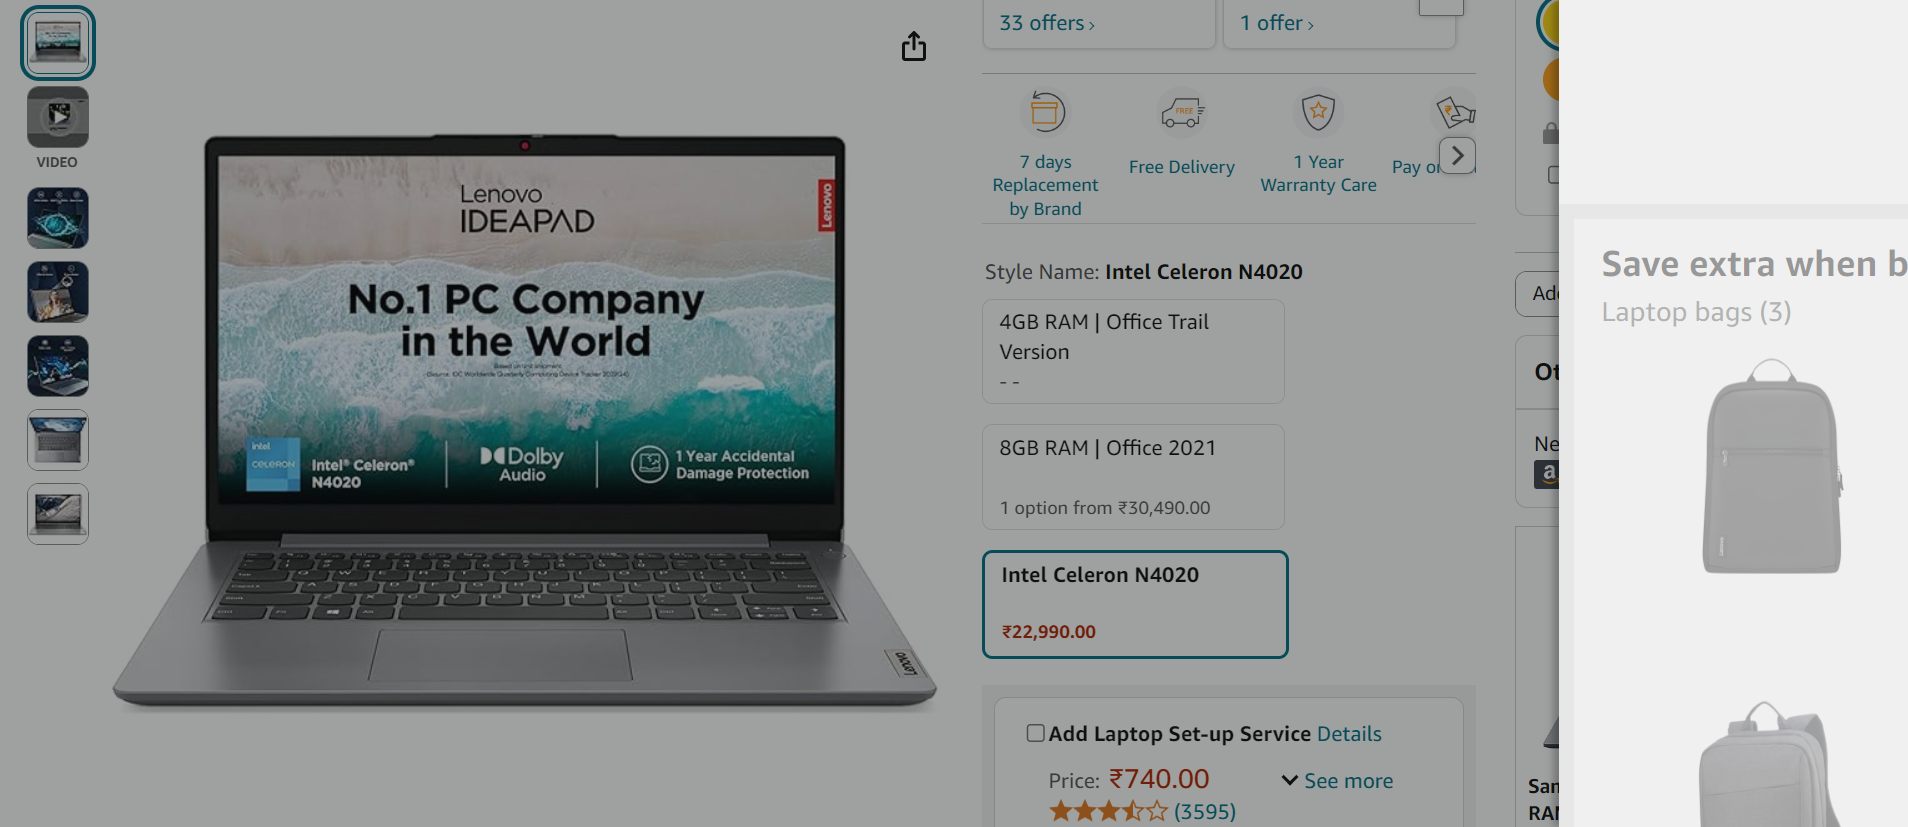 33 offers ›
1 offer ›
VIDEO
FREE
7 days
Replacement
by Brand
Free Delivery
1 Year
Warranty Care
Pay o
Style Name: Intel Celeron N4020
4GB RAM | Office Trail
Version
- -
8GB RAM | Office 2021
1 option from ₹30,490.00
Intel Celeron N4020
₹22,990.00
Add Laptop Set-up Service Details
Price: ₹740.00
See more
(3595)
Lenovo
IDEAPAD
Lenovo
No.1 PC Company
in the World
intel
CELERON
Intel® Celeron®
N4020
Dolby
Audio
1 Year Accidental
Damage Protection
LENOVO
Ad
Ot
Ne
a
San
RA
Save extra when b
Laptop bags (3)